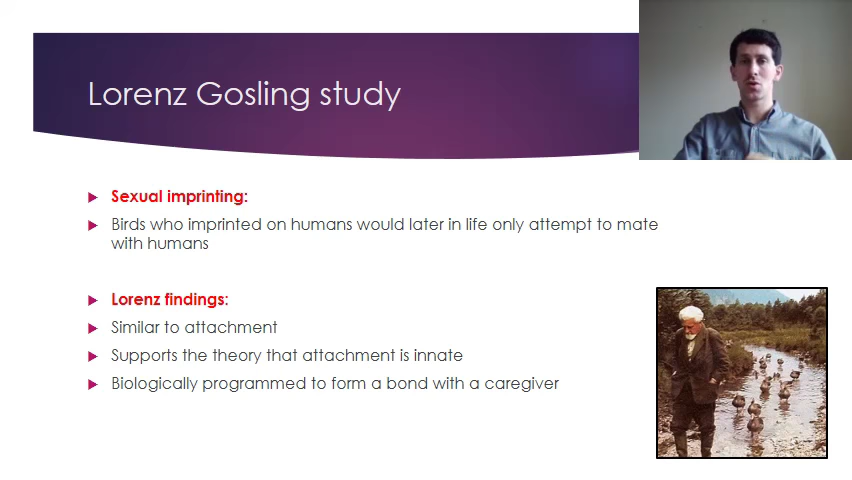 Lorenz Gosling study
Sexual imprinting:
Birds who imprinted on humans would later in life only attempt to mate
with humans
Lorenz findings:
Similar to attachment
Supports the theory that attachment is innate
Biologically programmed to form a bond with a caregiver